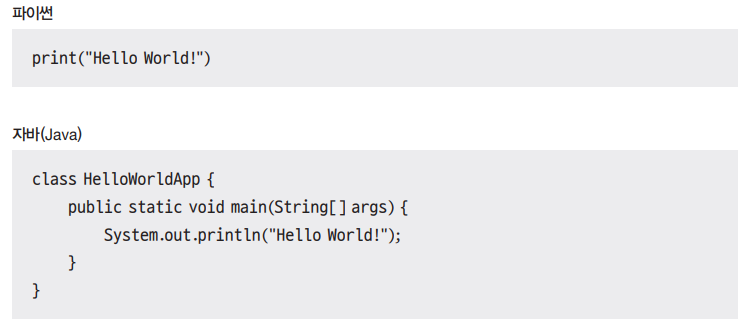 파이썬
print("Hello World!")
자바(Java)
class HelloWorldApp {
    public static void main(String[] args) {
        System.out.println("Hello World!");
    }
}